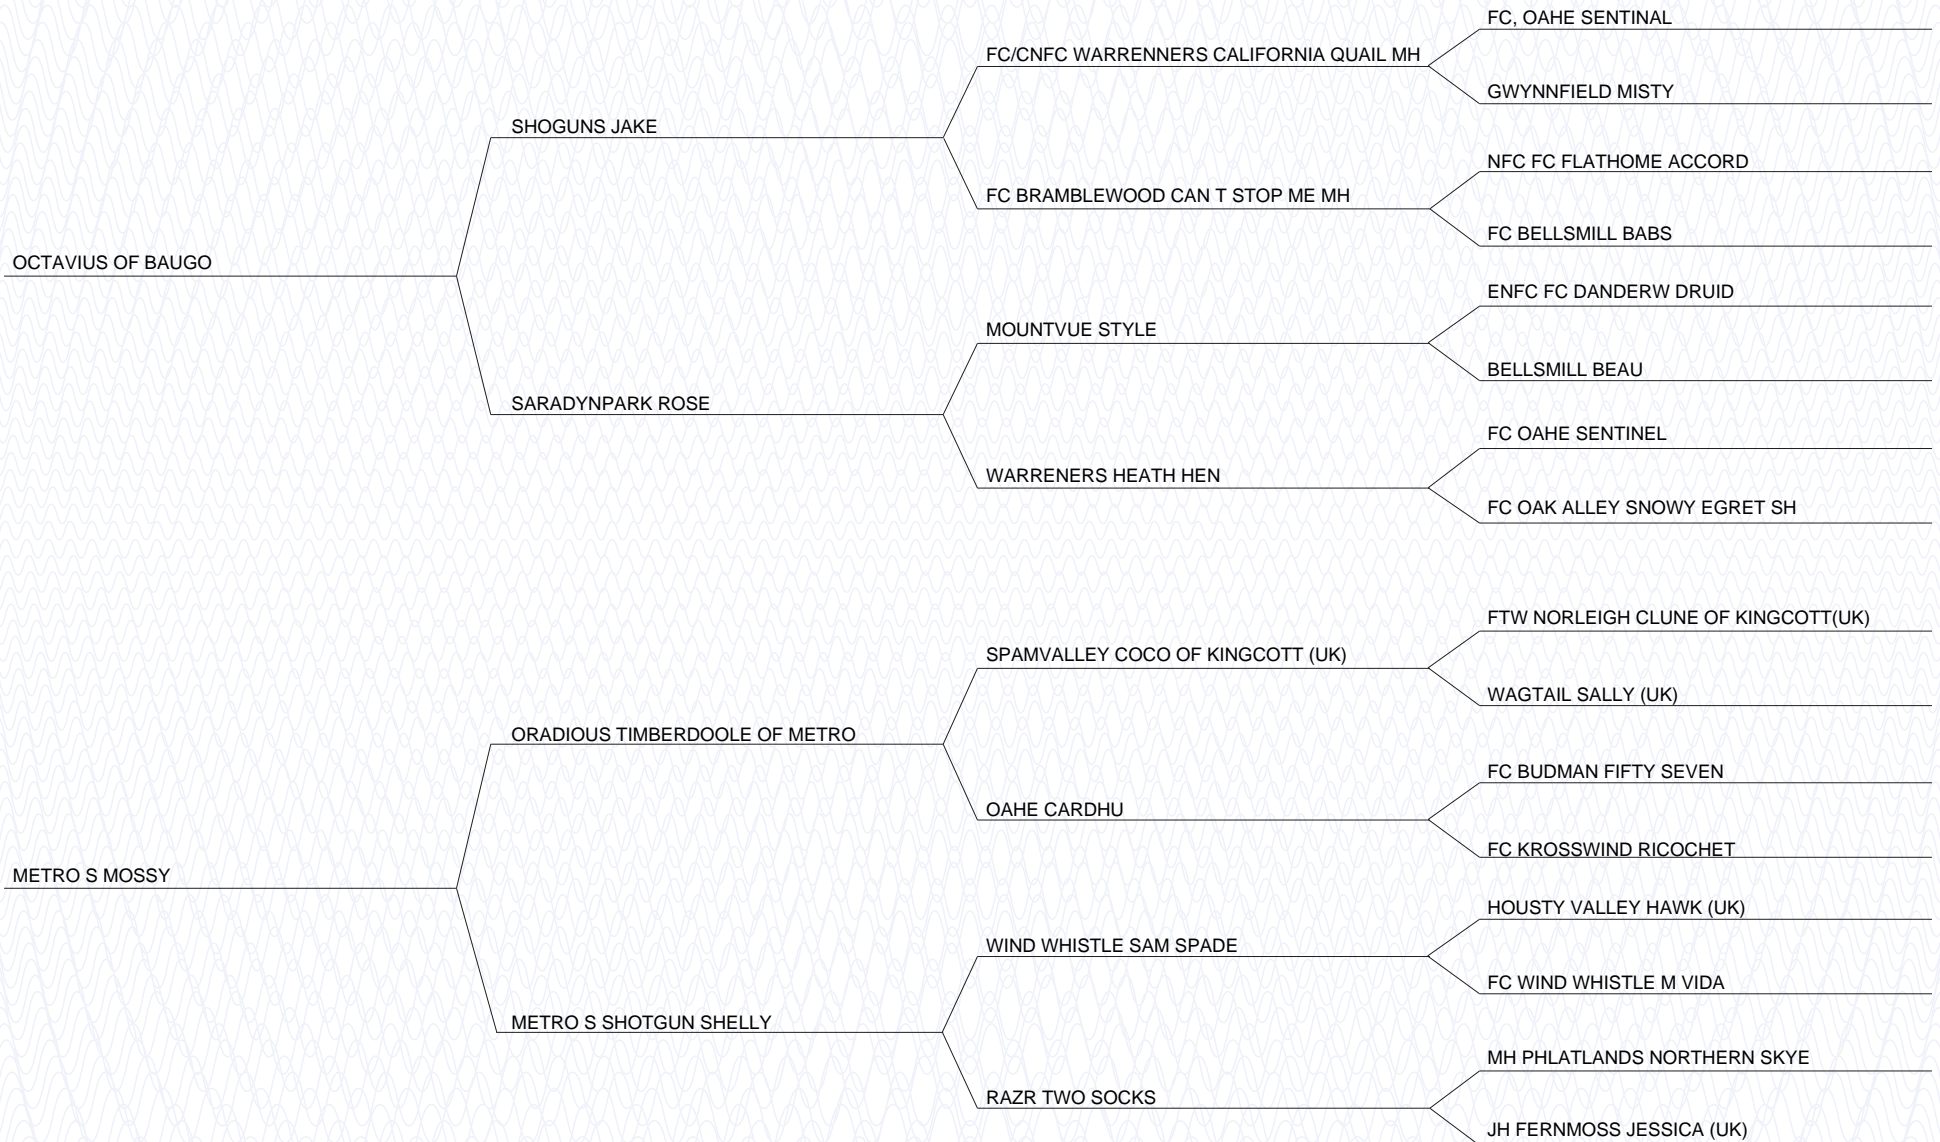 FC, OAHE SENTINAL
FC/CNFC WARRENNERS CALIFORNIA QUAIL MH
GWYNNFIELD MISTY
SHOGUNS JAKE
NFC FC FLATHOME ACCORD
FC BRAMBLEWOOD CAN T STOP ME MH
FC BELLSMILL BABS
OCTAVIUS OF BAUGO
ENFC FC DANDERW DRUID
MOUNTVUE STYLE
BELLSMILL BEAU
SARADYNPARK ROSE
FC OAHE SENTINEL
WARRENERS HEATH HEN
FC OAK ALLEY SNOWY EGRET SH
FTW NORLEIGH CLUNE OF KINGCOTT(UK)
SPAMVALLEY COCO OF KINGCOTT (UK)
WAGTAIL SALLY (UK)
ORADIOUS TIMBERDOOLE OF METRO
FC BUDMAN FIFTY SEVEN
OAHE CARDHU
FC KROSSWIND RICOCHET
METRO S MOSSY
HOUSTY VALLEY HAWK (UK)
WIND WHISTLE SAM SPADE
FC WIND WHISTLE M VIDA
METRO S SHOTGUN SHELLY
MH PHLATLANDS NORTHERN SKYE
RAZR TWO SOCKS
JH FERNMOSS JESSICA (UK)